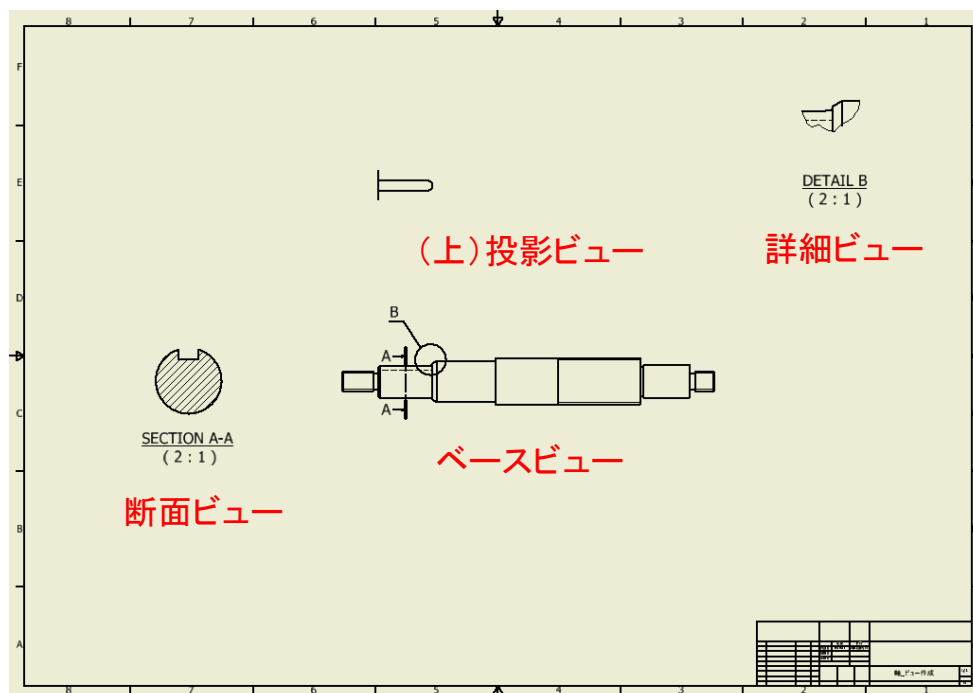 8 7 6 5 4 3 2 1
F
E
D
C
B
A
DETAIL B
( 2 : 1 )
(上)投影ビュー
詳細ビュー
B
A
A
SECTION A-A
( 2 : 1 )
ベースビュー
断面ビュー
軸_ビュー作成
8 7 6 5 4 3 2 1